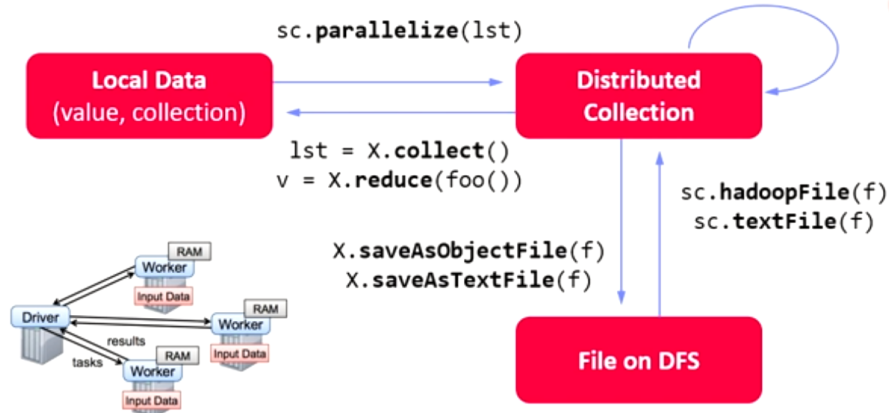 sc.parallelize(lst)
Local Data
(value, collection)
Distributed
Collection
lst = X.collect()
v = X.reduce(foo())
sc.hadoopFile(f)
sc.textFile(f)
X.saveAsObjectFile(f)
X.saveAsTextFile(f)
File on DFS
RAM
Worker
Input Data
Driver
RAM
Worker
Input Data
results
tasks
RAM
Worker
Input Data